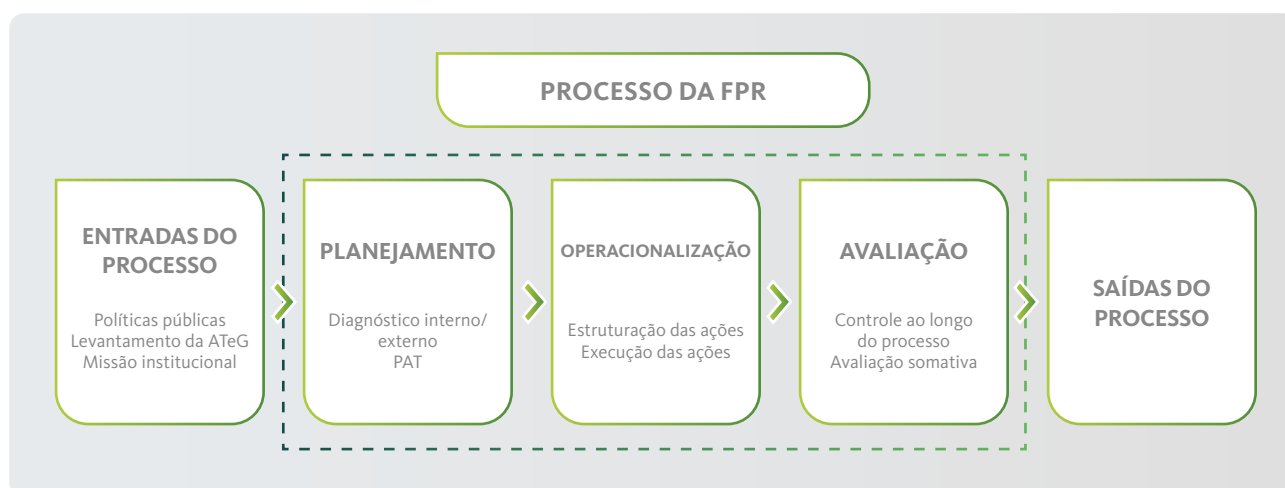 PROCESSO DA FPR
ENTRADAS DO
PROCESSO
Políticas públicas
Levantamento da ATeG
Missão institucional
PLANEJAMENTO
Diagnóstico interno/
externo
PAT
OPERACIONALIZAÇÃO
Estruturação das ações
Execução das ações
AVALIAÇÃO
Controle ao longo
do processo
Avaliação somativa
SAÍDAS DO
PROCESSO